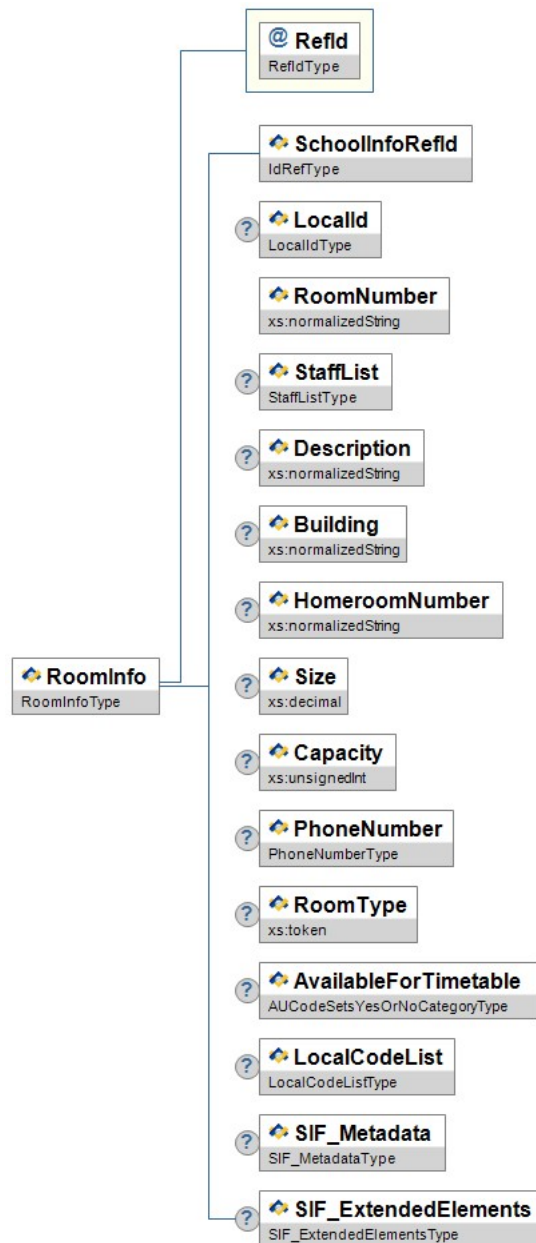 @ RefId
RefIdType
SchoolInfoRefId
IdRefType
? LocalId
LocalIdType
RoomNumber
xs:normalizedString
? StaffList
StaffListType
? Description
xs:normalizedString
? Building
xs:normalizedString
? HomeroomNumber
xs:normalizedString
RoomInfo
RoomInfoType
? Size
xs:decimal
? Capacity
xs:unsignedInt
? PhoneNumber
PhoneNumberType
? RoomType
xs:token
? AvailableForTimetable
AUCodeSetsYesOrNoCategoryType
? LocalCodeList
LocalCodeListType
? SIF_Metadata
SIF_MetadataType
? SIF_ExtendedElements
SIF_ExtendedElementsType